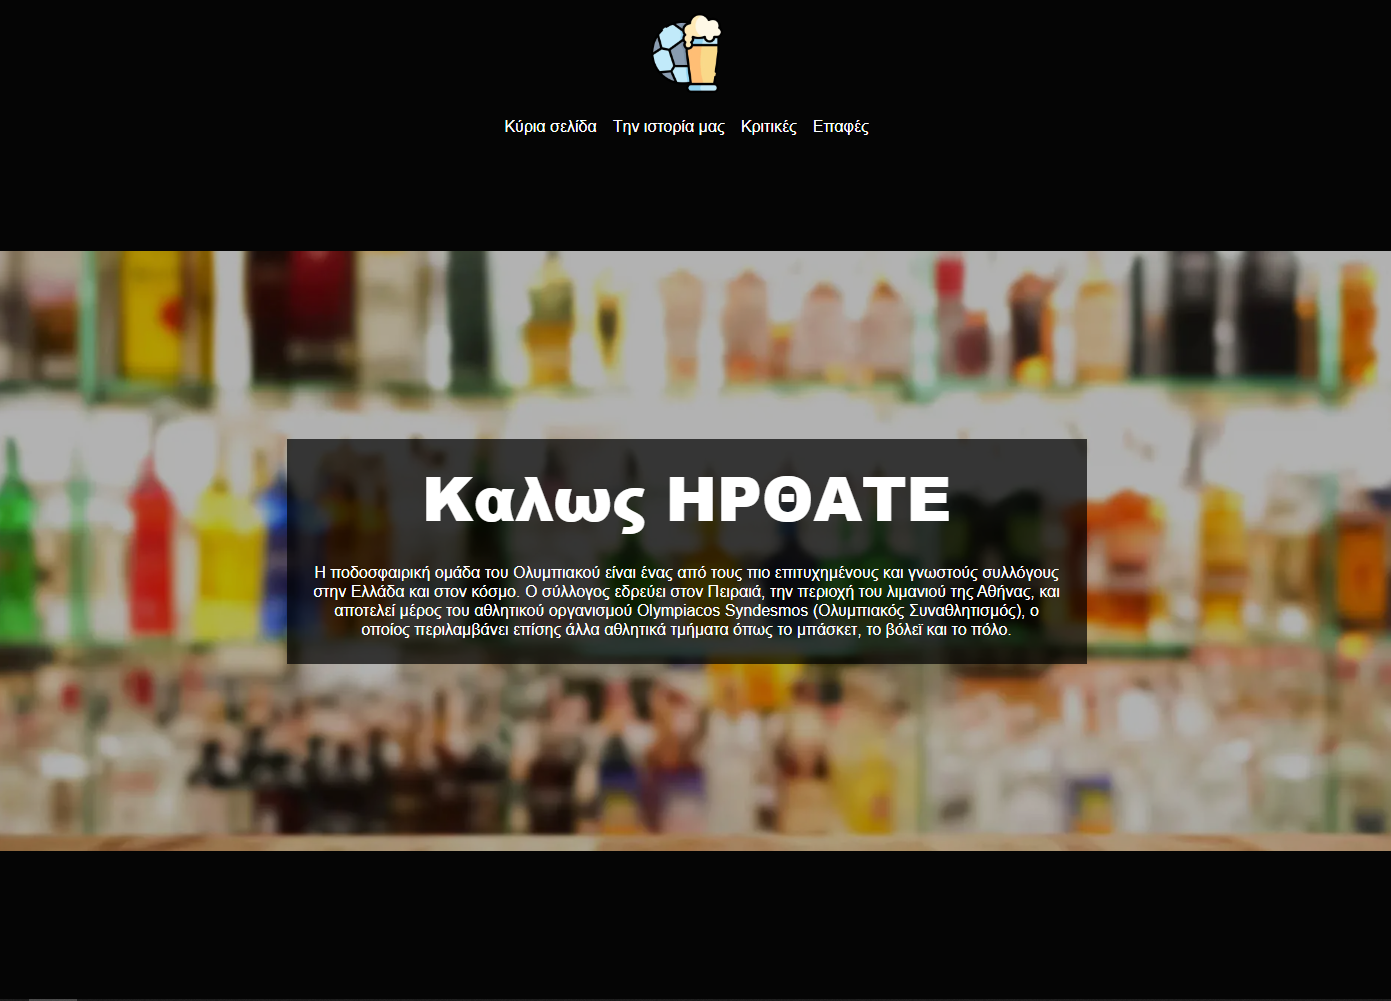 Κύρια σελίδα Την ιστορία μας Κριτικές Επαφές
Καλως ΗΡΘΑΤΕ
Η ποδοσφαιρική ομάδα του Ολυμπιακού είναι ένας από τους πιο επιτυχημένους και γνωστούς συλλόγους
στην Ελλάδα και στον κόσμο. Ο σύλλογος εδρεύει στον Πειραιά, την περιοχή του λιμανιού της Αθήνας, και
αποτελεί μέρος του αθλητικού οργανισμού Olympiacos Syndesmos (Ολυμπιακός Συναθλητισμός), ο
οποίος περιλαμβάνει επίσης άλλα αθλητικά τμήματα όπως το μπάσκετ, το βόλεϊ και το πόλο.